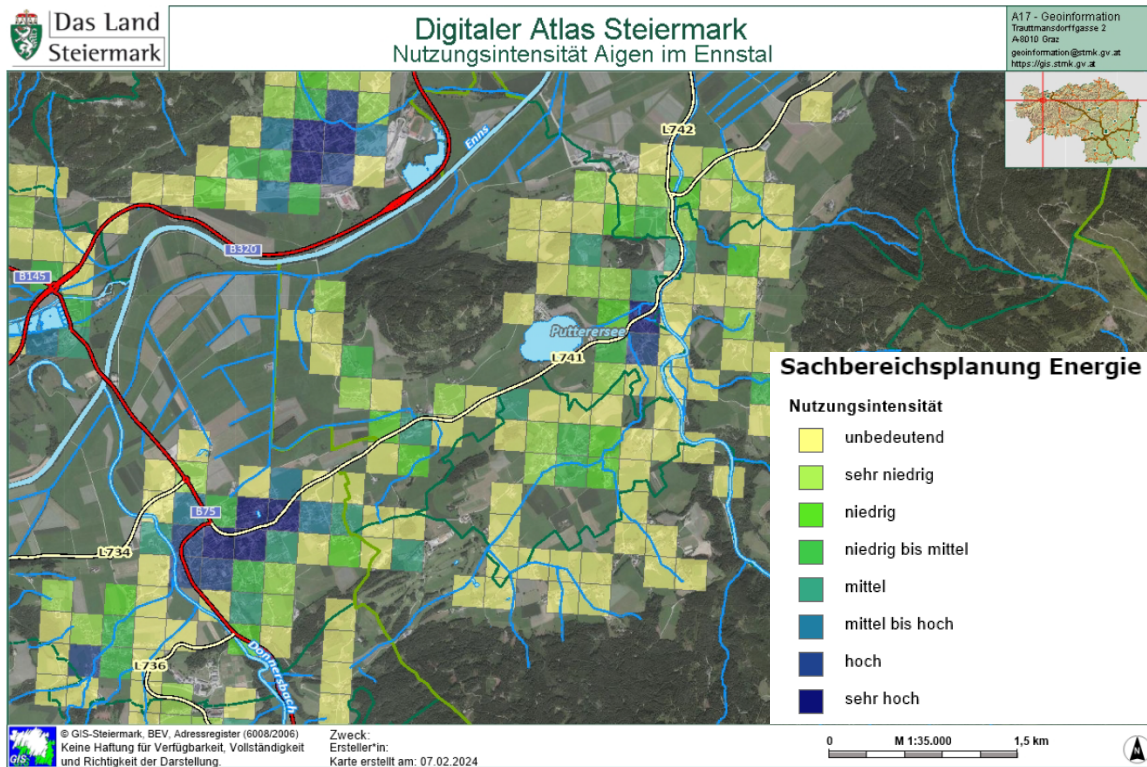 Das Land
Steiermark
Digitaler Atlas Steiermark
Nutzungsintensität Aigen im Ennstal
A17 - Geoinformation
Trauttmansdorffgasse 2
A-8010 Graz
geoinformation@stmk.gv.at
https://gis.stmk.gv.at
L742
Enns
B320
B145
Putterersee
L741
B75
L734
L736
Donnersbach
Sachbereichsplanung Energie
Nutzungsintensität
unbedeutend
sehr niedrig
niedrig
niedrig bis mittel
mittel
mittel bis hoch
hoch
sehr hoch
GIS
© GIS-Steiermark, BEV, Adressregister (6008/2006)
Keine Haftung für Verfügbarkeit, Vollständigkeit
und Richtigkeit der Darstellung.
Zweck:
Ersteller*in:
Karte erstellt am: 07.02.2024
0 M 1:35.000 1,5 km
N